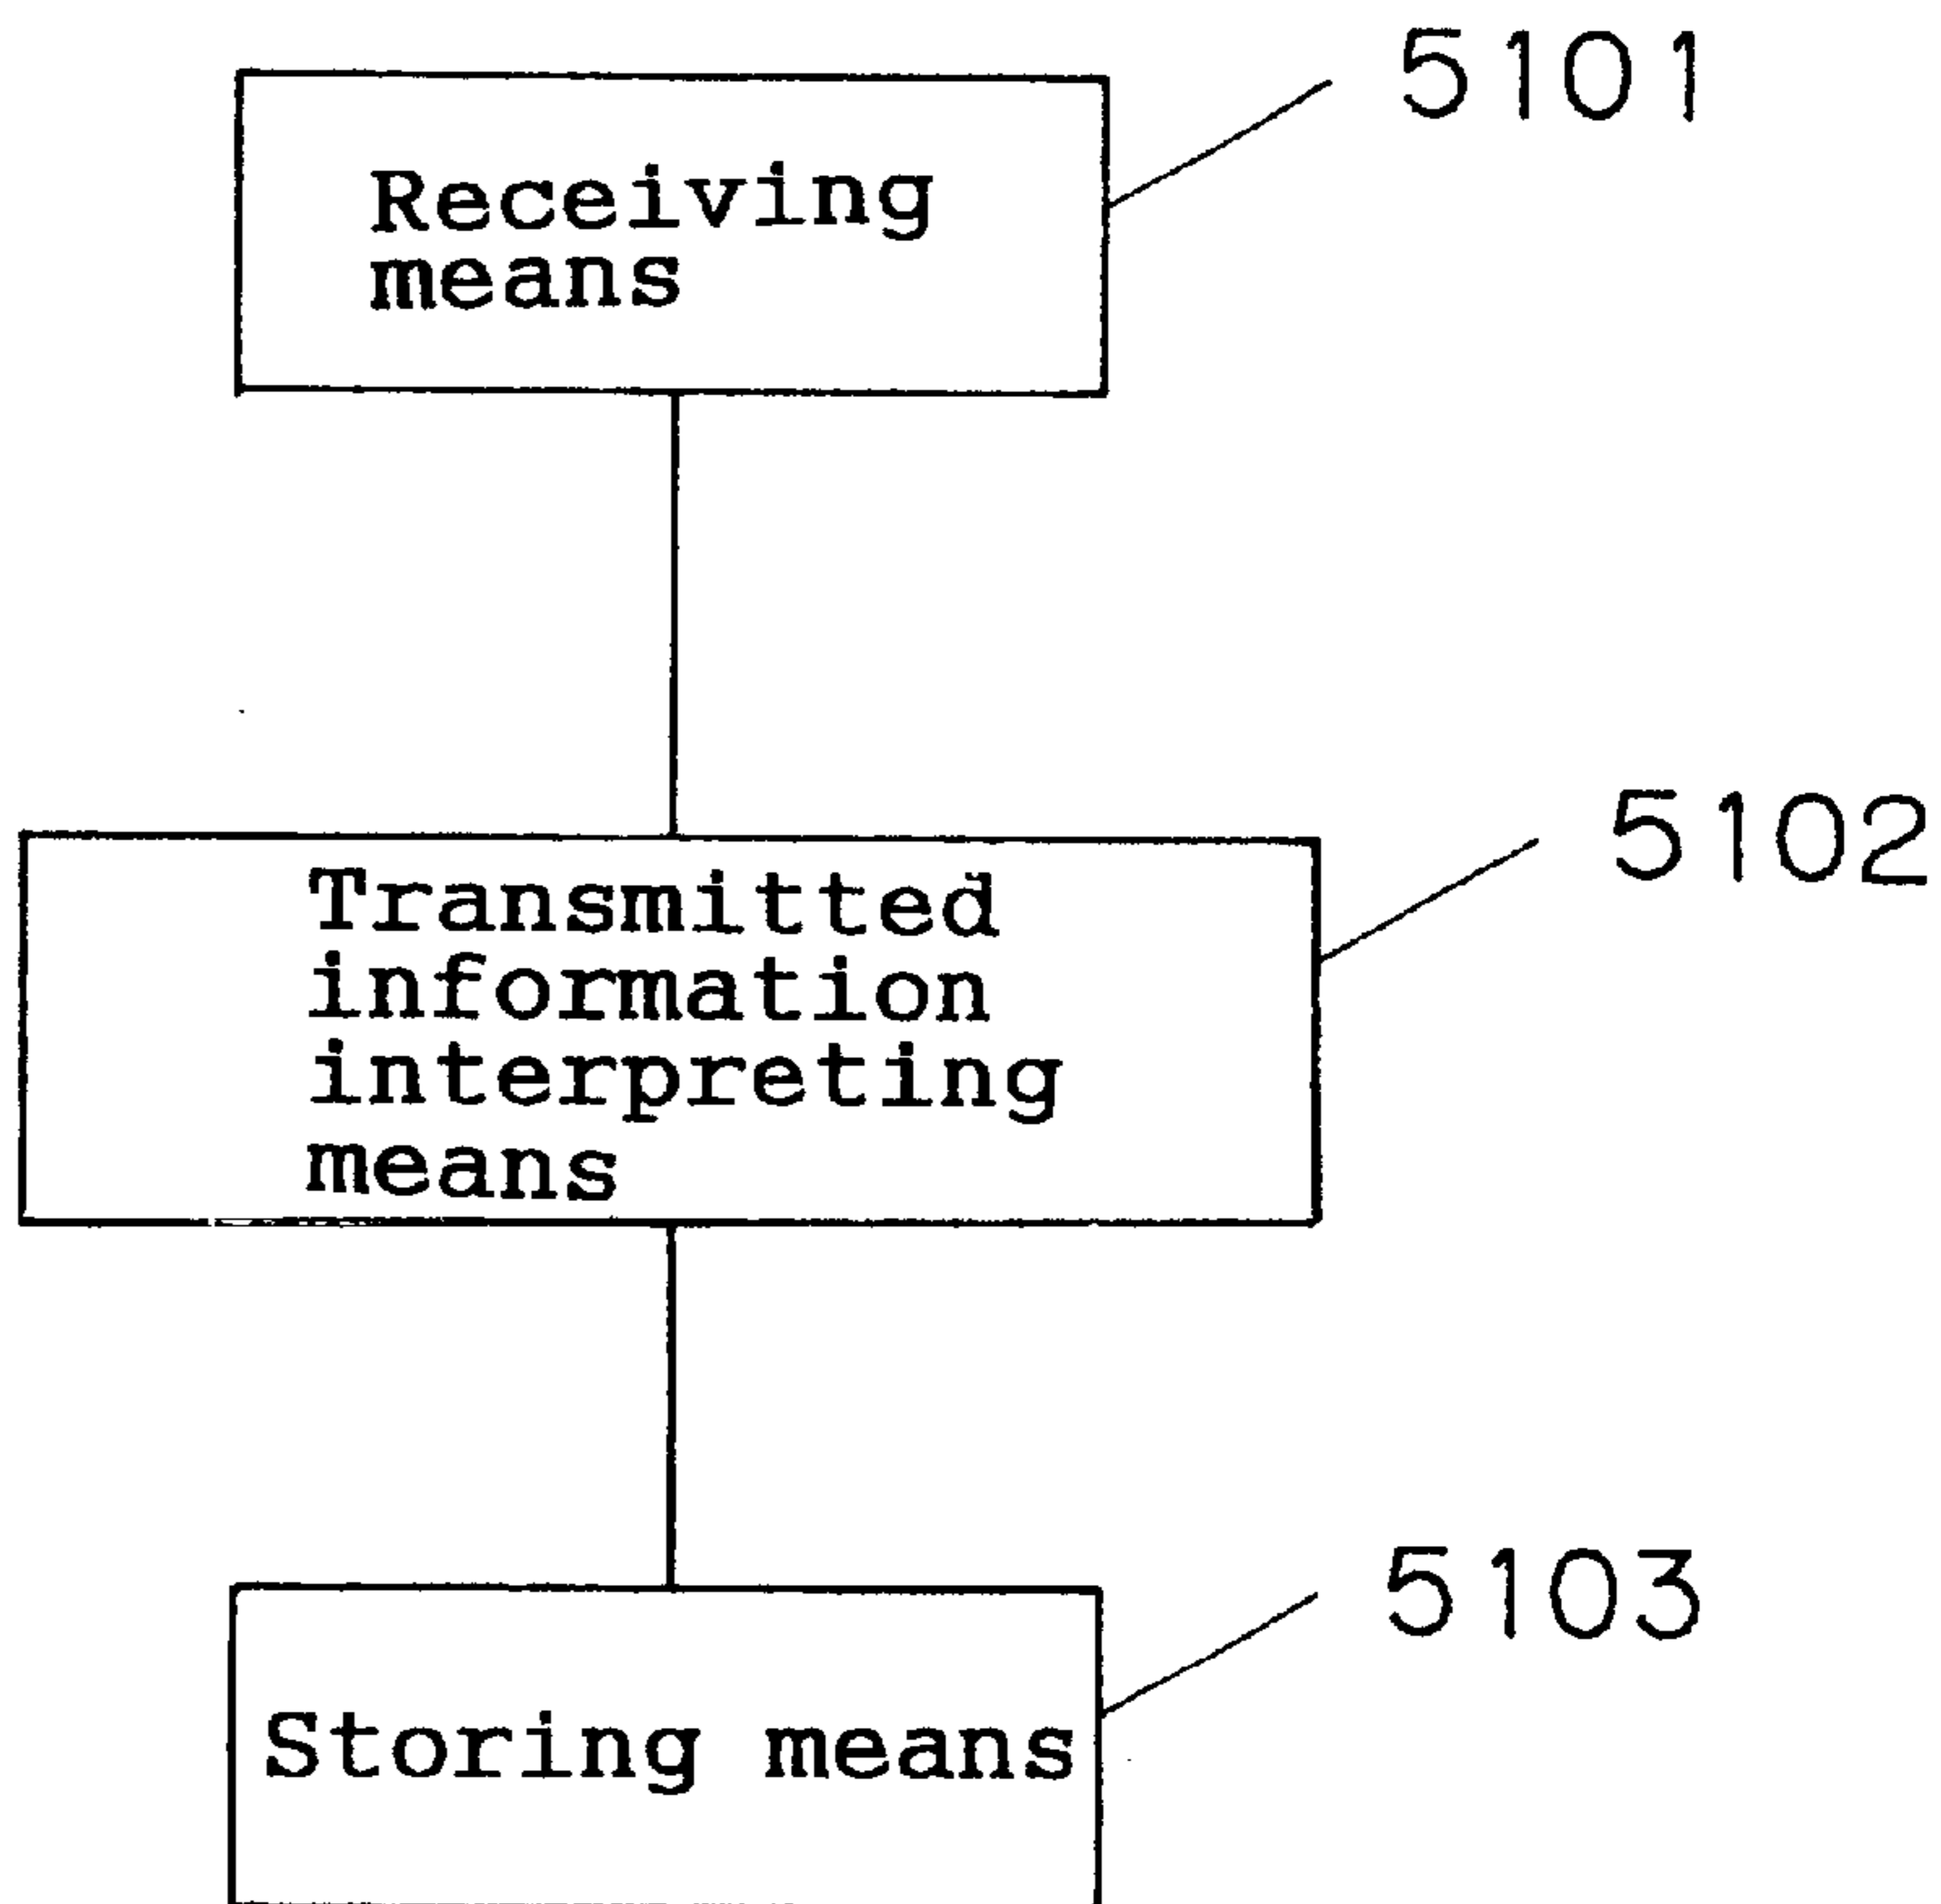 5101
Receiving
means
5102
Transmitted
information
interpreting
means
5103
Storing means